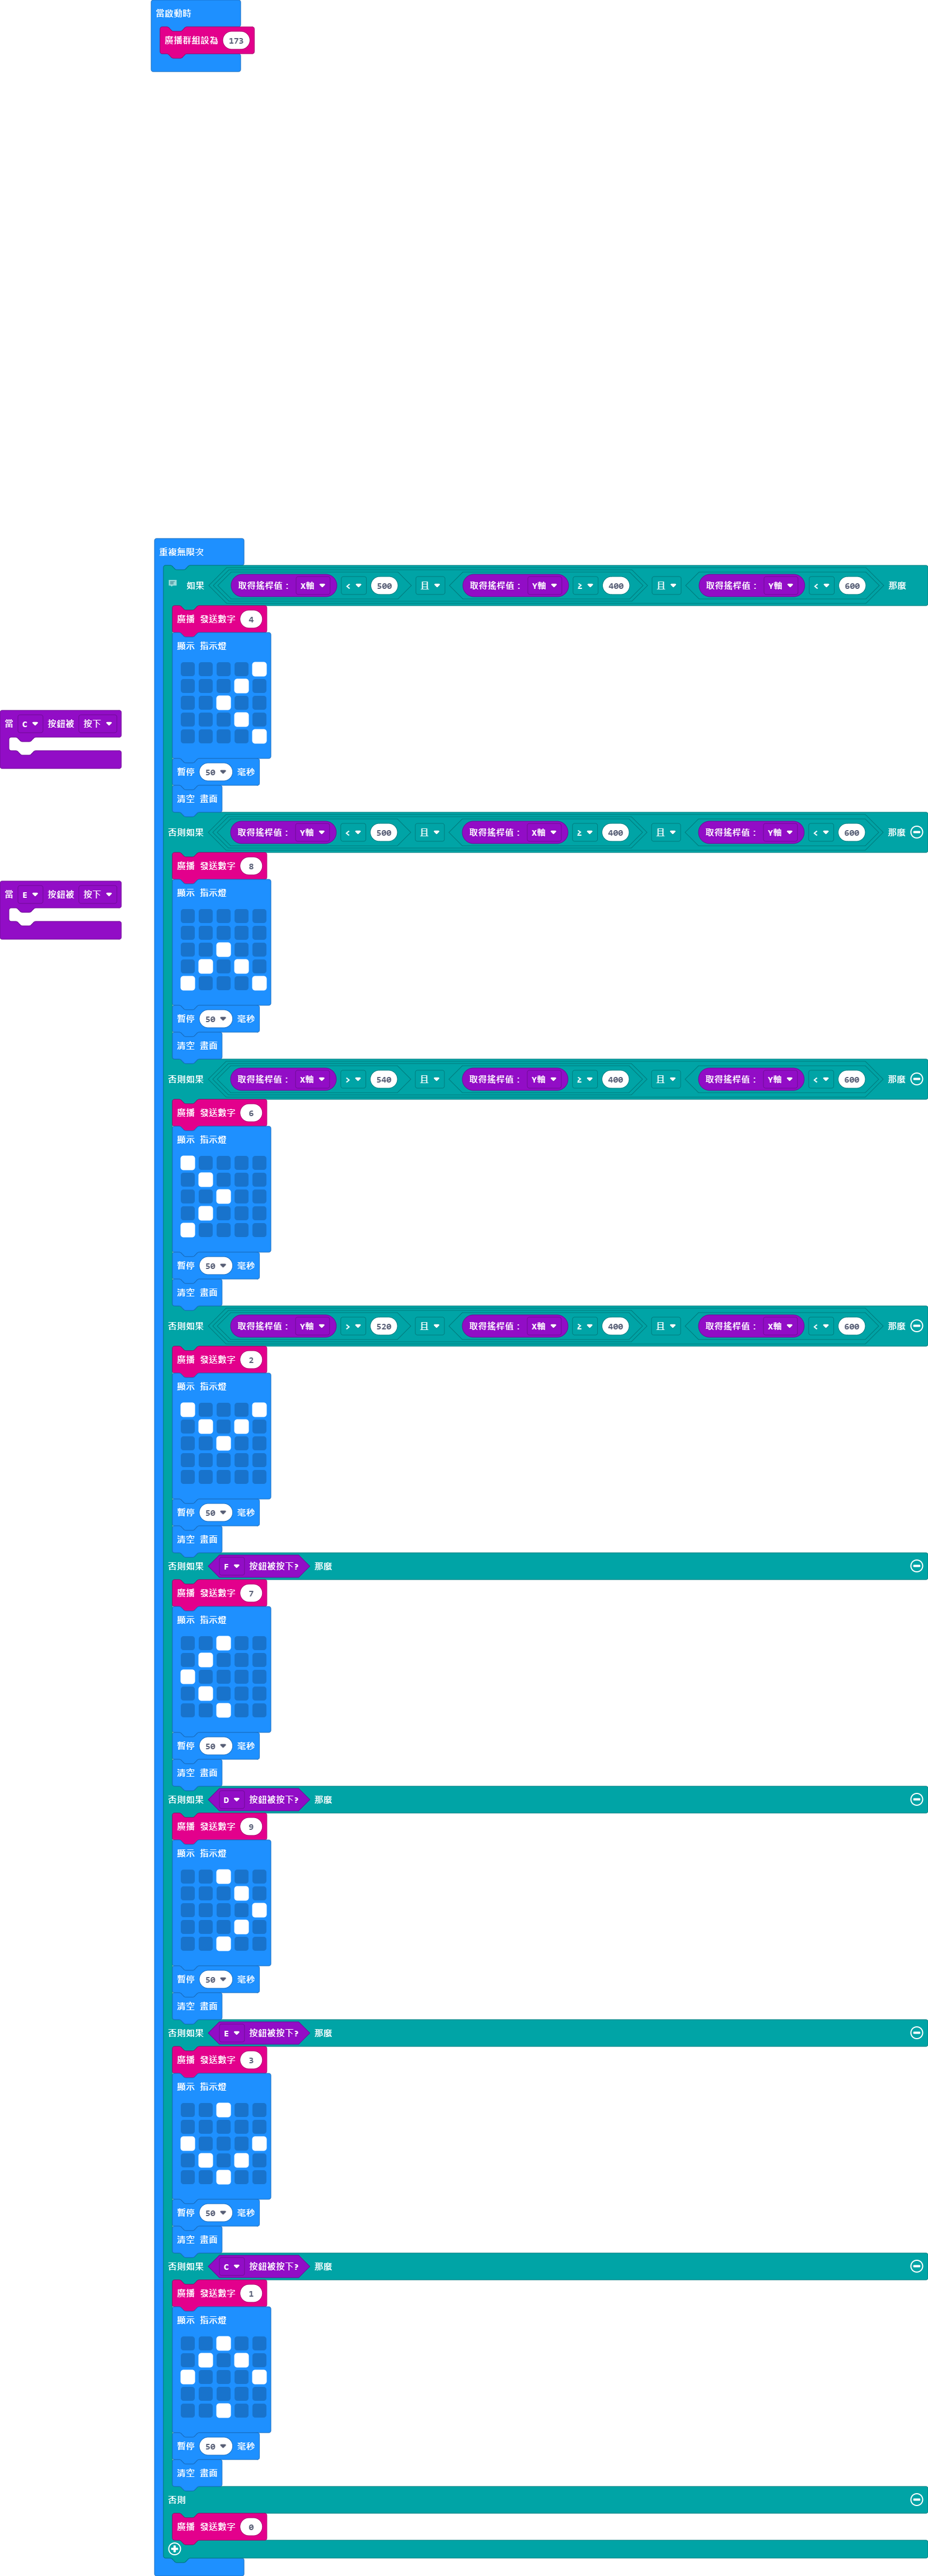 當啟動時
廣播群組設為 173
重複無限次
如果 取得搖桿值： X軸 < 500 且 取得搖桿值： Y軸 ≥ 400 且 取得搖桿值： Y軸 < 600 那麼
廣播 發送數字 4
顯示 指示燈
當 C 按鈕被 按下
暫停 50 毫秒
清空 畫面
否則如果 取得搖桿值： Y軸 < 500 且 取得搖桿值： X軸 ≥ 400 且 取得搖桿值： Y軸 < 600 那麼
廣播 發送數字 8
顯示 指示燈
當 E 按鈕被 按下
暫停 50 毫秒
清空 畫面
否則如果 取得搖桿值： X軸 > 540 且 取得搖桿值： Y軸 ≥ 400 且 取得搖桿值： Y軸 < 600 那麼
廣播 發送數字 6
顯示 指示燈
暫停 50 毫秒
清空 畫面
否則如果 取得搖桿值： Y軸 > 520 且 取得搖桿值： X軸 ≥ 400 且 取得搖桿值： X軸 < 600 那麼
廣播 發送數字 2
顯示 指示燈
暫停 50 毫秒
清空 畫面
否則如果 F 按鈕被按下? 那麼
廣播 發送數字 7
顯示 指示燈
暫停 50 毫秒
清空 畫面
否則如果 D 按鈕被按下? 那麼
廣播 發送數字 9
顯示 指示燈
暫停 50 毫秒
清空 畫面
否則如果 E 按鈕被按下? 那麼
廣播 發送數字 3
顯示 指示燈
暫停 50 毫秒
清空 畫面
否則如果 C 按鈕被按下? 那麼
廣播 發送數字 1
顯示 指示燈
暫停 50 毫秒
清空 畫面
否則
廣播 發送數字 0